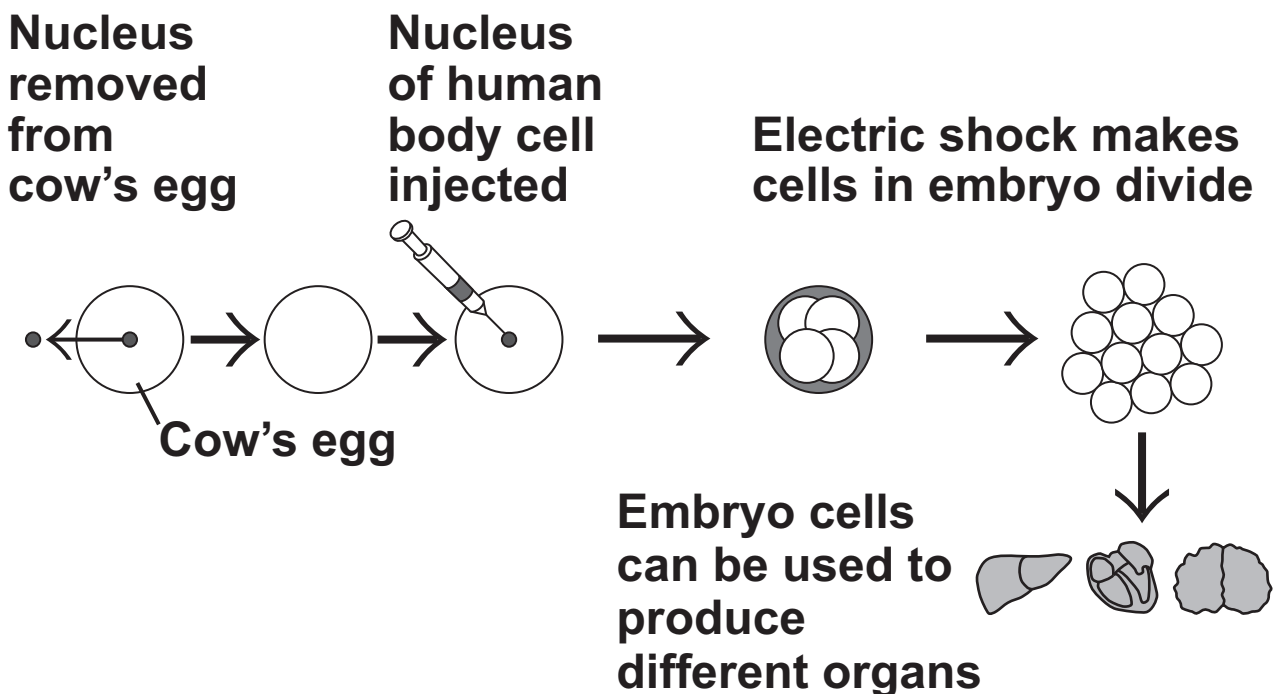 Nucleus
removed
from
cow’s egg
Nucleus
of human
body cell
injected
Electric shock makes
cells in embryo divide
Cow’s egg
Embryo cells
can be used to
produce
different organs